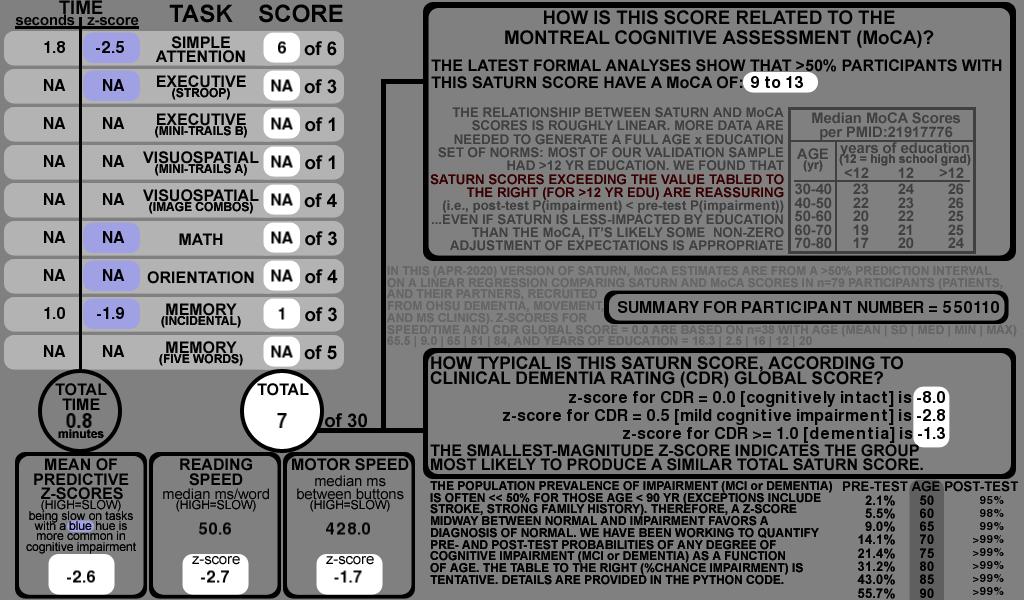 TIME
seconds z-score TASK SCORE
1.8 -2.5 SIMPLE ATTENTION 6 of 6
NA NA EXECUTIVE (STROOP) NA of 3
NA NA EXECUTIVE (MINI-TRAILS B) NA of 1
NA NA VISUOSPATIAL (MINI-TRAILS A) NA of 1
NA NA VISUOSPATIAL (IMAGE COMBOS) NA of 4
NA NA MATH NA of 3
NA NA ORIENTATION NA of 4
1.0 -1.9 MEMORY (INCIDENTAL) 1 of 3
NA NA MEMORY (FIVE WORDS) NA of 5
TOTAL TIME 0.8 minutes
TOTAL 7 of 30
MEAN OF
PREDICTIVE
Z-SCORES
(HIGH=SLOW)
being slow on tasks
with a blue hue is
more common in
cognitive impairment
-2.6
READING
SPEED
median ms/word
(HIGH=SLOW)
50.6
z-score
-2.7
MOTOR SPEED
median ms
between buttons
(HIGH=SLOW)
428.0
z-score
-1.7
HOW IS THIS SCORE RELATED TO THE
MONTREAL COGNITIVE ASSESSMENT (MoCA)?
THE LATEST FORMAL ANALYSES SHOW THAT >50% PARTICIPANTS WITH
THIS SATURN SCORE HAVE A MoCA OF: 9 to 13
THE RELATIONSHIP BETWEEN SATURN AND MoCA
SCORES IS ROUGHLY LINEAR. MORE DATA ARE
NEEDED TO GENERATE A FULL AGE x EDUCATION
SET OF NORMS: MOST OF OUR VALIDATION SAMPLE
HAD >12 YR EDUCATION. WE FOUND THAT
SATURN SCORES EXCEEDING THE VALUE TABLED TO
THE RIGHT (FOR >12 YR EDU) ARE REASSURING
(i.e., post-test P(impairment) < pre-test P(impairment))
...EVEN IF SATURN IS LESS-IMPACTED BY EDUCATION
THAN THE MoCA, IT'S LIKELY SOME NON-ZERO
ADJUSTMENT OF EXPECTATIONS IS APPROPRIATE
Median MoCA Scores
per PMID:21917776
AGE (yr) years of education
(12 = high school grad)
<12 12 >12
30-40 23 24 26
40-50 22 23 26
50-60 20 22 25
60-70 19 21 25
70-80 17 20 24
IN THIS (APR-2020) VERSION OF SATURN, MoCA ESTIMATES ARE FROM A >50% PREDICTION INTERVAL
ON A LINEAR REGRESSION COMPARING SATURN AND MoCA SCORES IN n=79 PARTICIPANTS (PATIENTS,
AND THEIR PARTNERS, RECRUITED
FROM OHSU DEMENTIA, MOVEMENT
AND MS CLINICS). Z-SCORES FOR
SPEED/TIME AND CDR GLOBAL SCORE = 0.0 ARE BASED ON n=38 WITH AGE (MEAN | SD | MED | MIN | MAX)
65.5 | 9.0 | 65 | 51 | 84, AND YEARS OF EDUCATION = 16.3 | 2.5 | 16 | 12 | 20
SUMMARY FOR PARTICIPANT NUMBER = 550110
HOW TYPICAL IS THIS SATURN SCORE, ACCORDING TO
CLINICAL DEMENTIA RATING (CDR) GLOBAL SCORE?
z-score for CDR = 0.0 [cognitively intact] is -8.0
z-score for CDR = 0.5 [mild cognitive impairment] is -2.8
z-score for CDR >= 1.0 [dementia] is -1.3
THE SMALLEST-MAGNITUDE Z-SCORE INDICATES THE GROUP
MOST LIKELY TO PRODUCE A SIMILAR TOTAL SATURN SCORE.
THE POPULATION PREVALENCE OF IMPAIRMENT (MCI or DEMENTIA)
IS OFTEN << 50% FOR THOSE AGE < 90 YR (EXCEPTIONS INCLUDE
STROKE, STRONG FAMILY HISTORY). THEREFORE, A Z-SCORE
MIDWAY BETWEEN NORMAL AND IMPAIRMENT FAVORS A
DIAGNOSIS OF NORMAL. WE HAVE BEEN WORKING TO QUANTIFY
PRE- AND POST-TEST PROBABILITIES OF ANY DEGREE OF
COGNITIVE IMPAIRMENT (MCI or DEMENTIA) AS A FUNCTION
OF AGE. THE TABLE TO THE RIGHT (%CHANCE IMPAIRMENT) IS
TENTATIVE. DETAILS ARE PROVIDED IN THE PYTHON CODE.
PRE-TEST AGE POST-TEST
2.1% 50 95%
5.5% 60 98%
9.0% 65 99%
14.1% 70 >99%
21.4% 75 >99%
31.2% 80 >99%
43.0% 85 >99%
55.7% 90 >99%